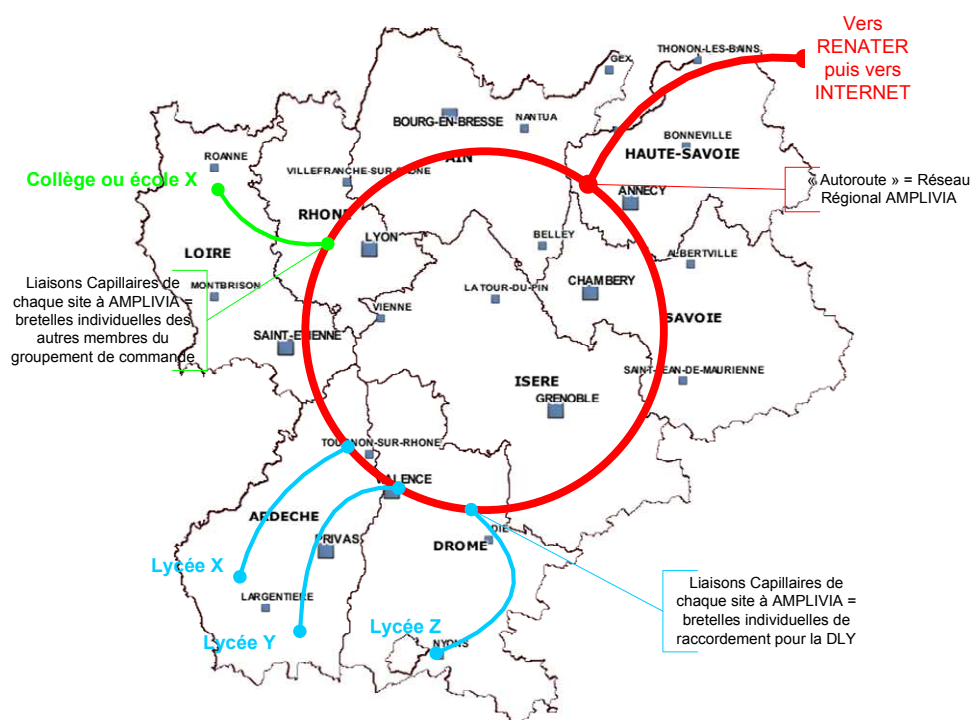 Vers
RENATER
puis vers
INTERNET
THONON-LES-BAINS
GEX
BOURG-EN-BRESSE
NANTUA
BONNEVILLE
HAUTE-SAVOIE
AIN
ROANNE
VILLEFRANCHE-SUR-SAONE
Collège ou école X
Autoroute » = Réseau
Régional AMPLIVIA
ANNECY
RHONE
LYON
BELLEY
LOIRE
ALBERTVILLE
Liaisons Capillaires de
chaque site à AMPLIVIA =
bretelles individuelles des
autres membres du
groupement de commande
MONTBRISON
LA TOUR-DU-PIN
CHAMBERY
VIENNE
SAVOIE
SAINT-ETIENNE
SAINT-JEAN-DE-MAURIENNE
ISERE
GRENOBLE
TOURNON-SUR-RHONE
VALENCE
ARDECHE
DIE
PRIVAS
DROME
Lycée X
LARGENTIERE
Lycée Y
Lycée Z
NYONS
Liaisons Capillaires de
chaque site à AMPLIVIA =
bretelles individuelles de
raccordement pour la DLY